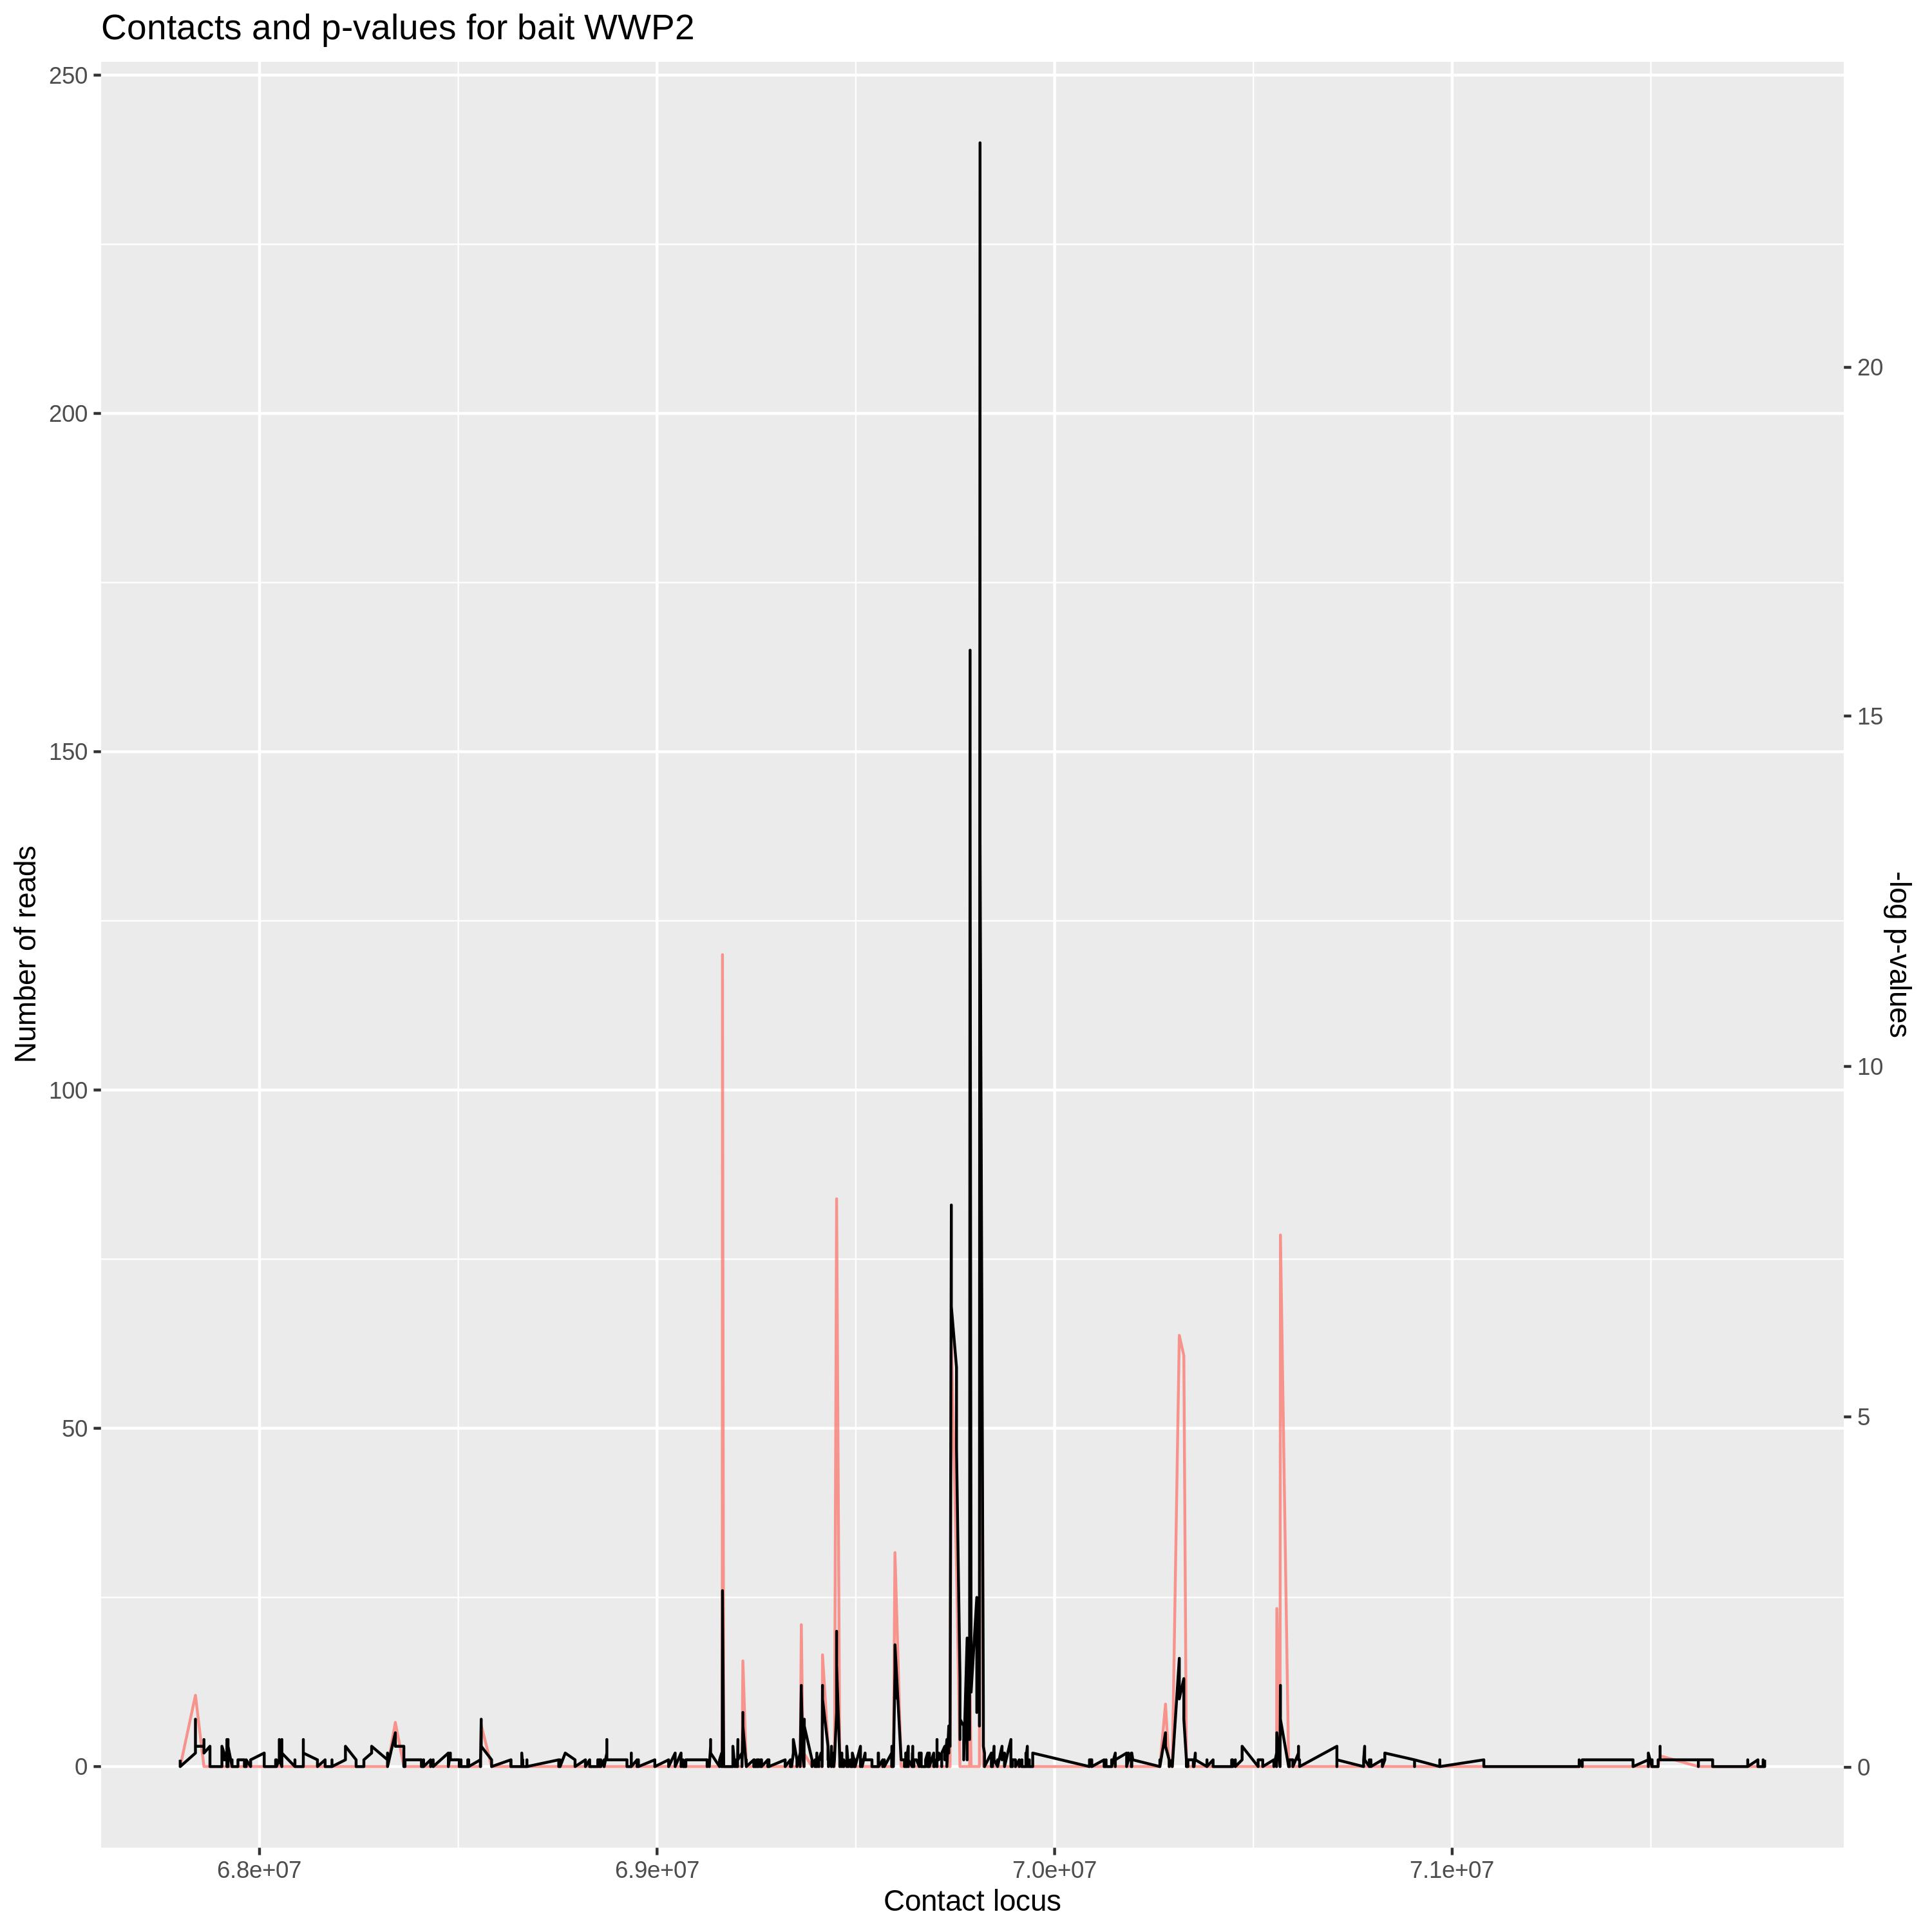 Contacts and p-values for bait WWP2
250
200
150
100
50
0
Number of reads
20
15
10
5
0
-log p-values
6.8e+07
6.9e+07
7.0e+07
7.1e+07
Contact locus